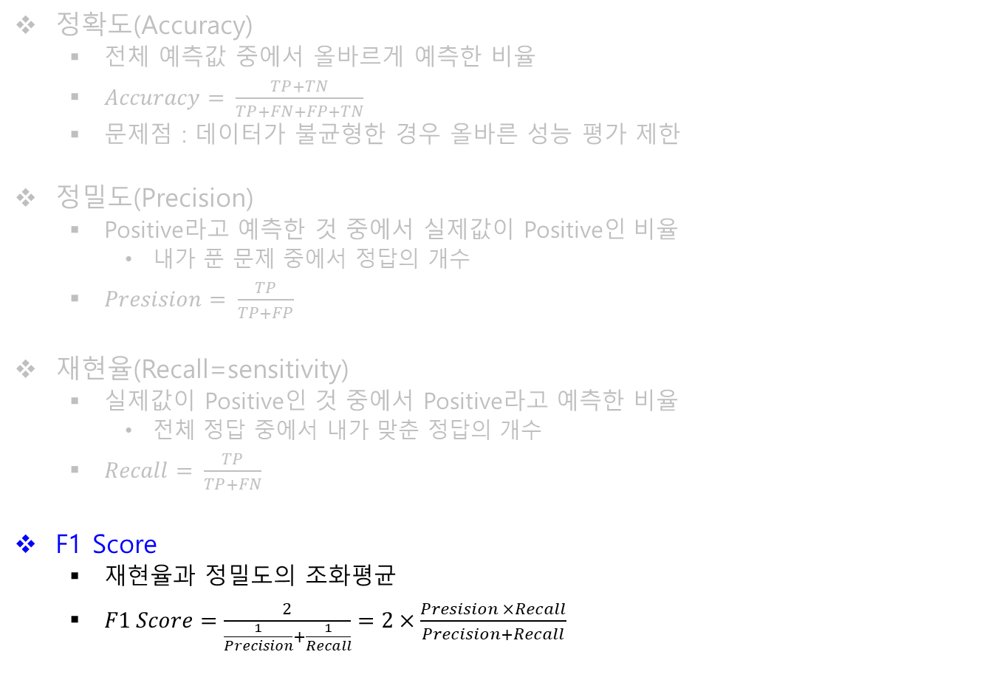 ❖ 정확도(Accuracy)
▪ 전체 예측값 중에서 올바르게 예측한 비율
▪ Accuracy = \frac{TP+TN}{TP+FN+FP+TN}
▪ 문제점 : 데이터가 불균형한 경우 올바른 성능 평가 제한
❖ 정밀도(Precision)
▪ Positive라고 예측한 것 중에서 실제값이 Positive인 비율
• 내가 푼 문제 중에서 정답의 개수
▪ Presision = \frac{TP}{TP+FP}
❖ 재현율(Recall=sensitivity)
▪ 실제값이 Positive인 것 중에서 Positive라고 예측한 비율
• 전체 정답 중에서 내가 맞춘 정답의 개수
▪ Recall = \frac{TP}{TP+FN}
❖ F1 Score
▪ 재현율과 정밀도의 조화평균
▪ F1 Score = \frac{2}{\frac{1}{Precision}+\frac{1}{Recall}} = 2 × \frac{Presision ×Recall}{Precision+Recall}